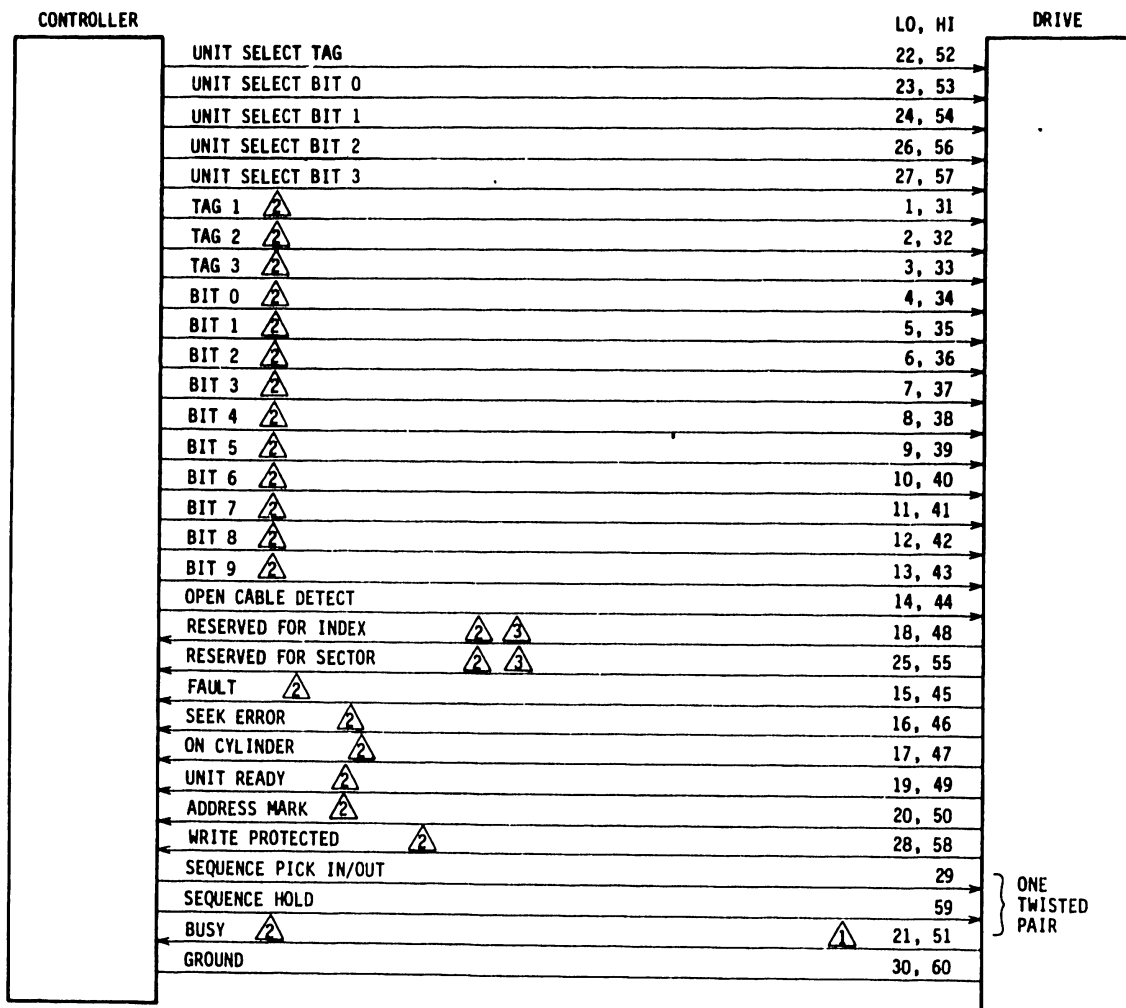 CONTROLLER LO, HI DRIVE
UNIT SELECT TAG 22, 52
UNIT SELECT BIT 0 23, 53
UNIT SELECT BIT 1 24, 54
UNIT SELECT BIT 2 26, 56
UNIT SELECT BIT 3 27, 57
TAG 1 2 1, 31
TAG 2 2 2, 32
TAG 3 2 3, 33
BIT 0 2 4, 34
BIT 1 2 5, 35
BIT 2 2 6, 36
BIT 3 2 7, 37
BIT 4 2 8, 38
BIT 5 2 9, 39
BIT 6 2 10, 40
BIT 7 2 11, 41
BIT 8 2 12, 42
BIT 9 2 13, 43
OPEN CABLE DETECT 14, 44
RESERVED FOR INDEX 2 3 18, 48
RESERVED FOR SECTOR 2 3 25, 55
FAULT 2 15, 45
SEEK ERROR 2 16, 46
ON CYLINDER 2 17, 47
UNIT READY 2 19, 49
ADDRESS MARK 2 20, 50
WRITE PROTECTED 2 28, 58
SEQUENCE PICK IN/OUT 29
SEQUENCE HOLD 59
ONE
TWISTED
PAIR
BUSY 2 1 21, 51
GROUND 30, 60